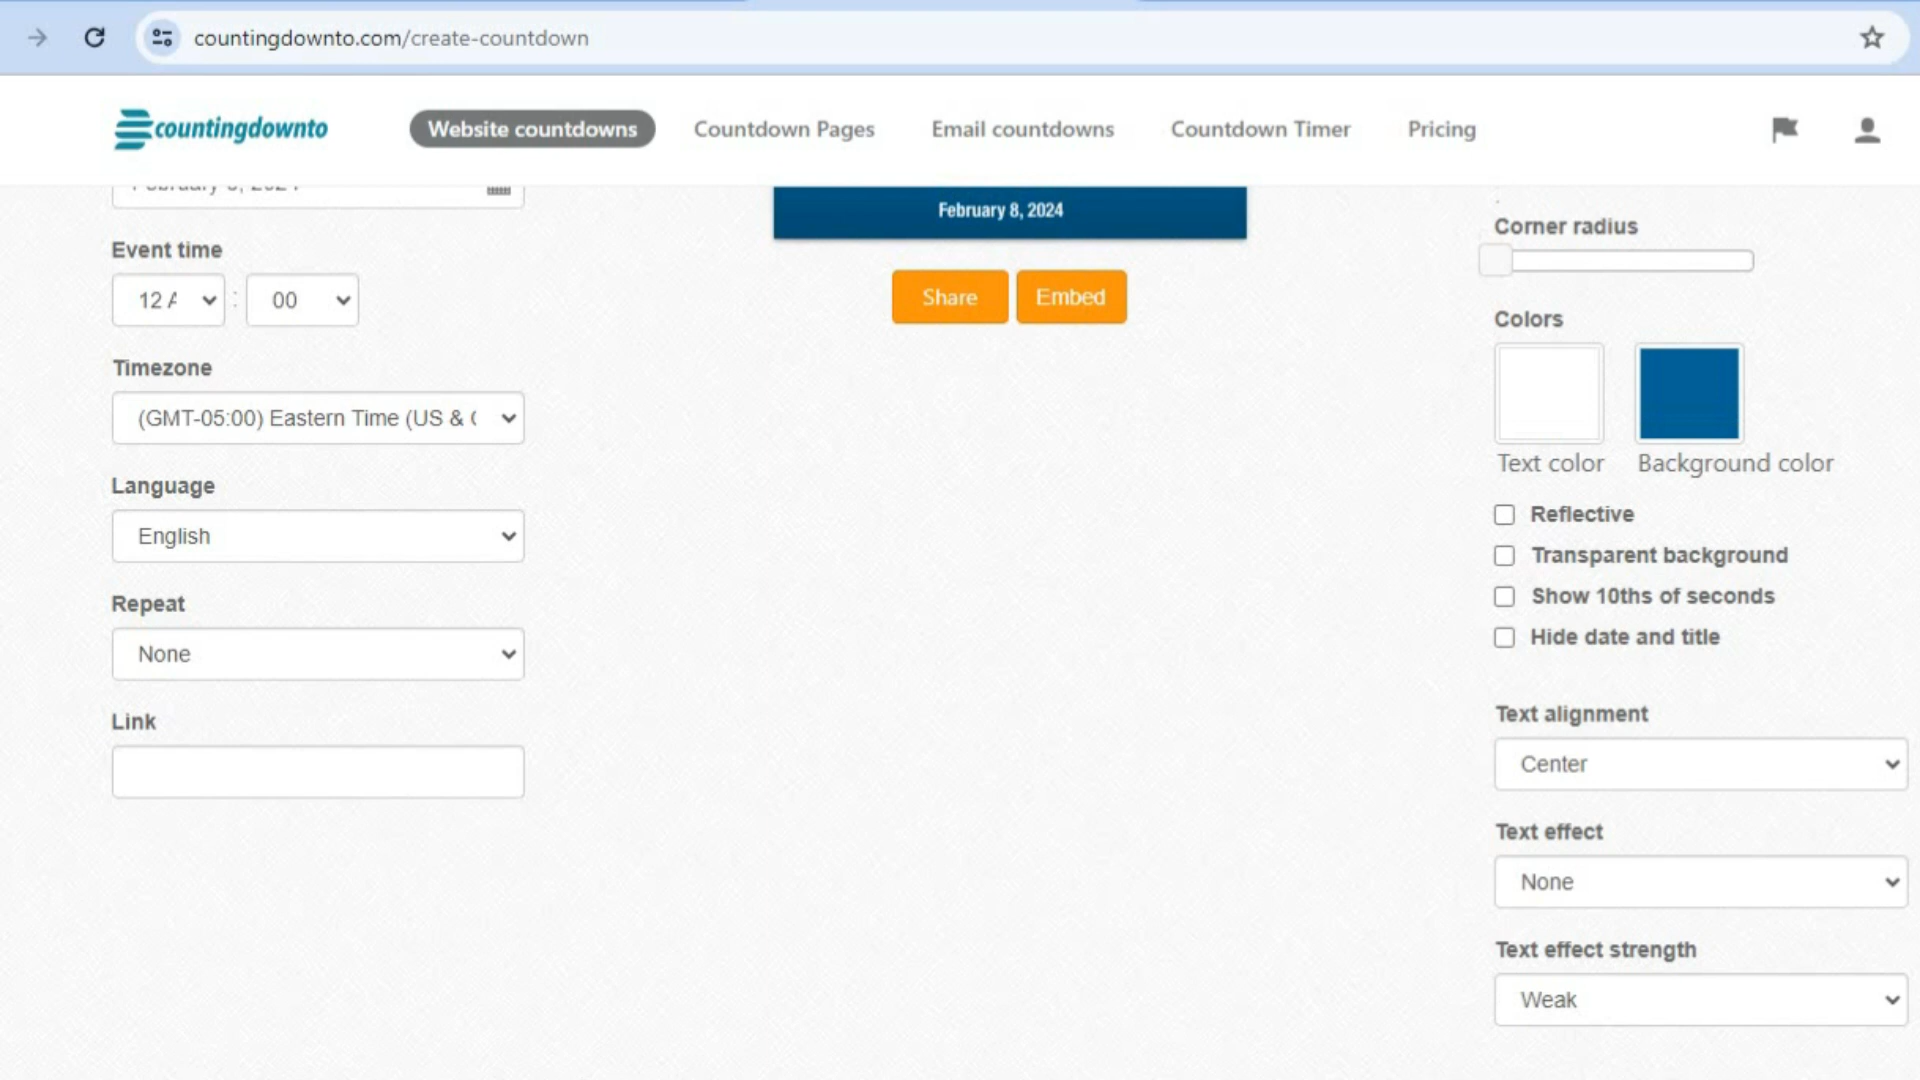 countingdownto.com/create-countdown
countingdownto
Website countdowns
Countdown Pages
Email countdowns
Countdown Timer
Pricing
February 8, 2024
Share
Embed
Event time
12 A
:
00
Timezone
(GMT-05:00) Eastern Time (US & C
Language
English
Repeat
None
Link
Corner radius
Colors
Text color
Background color
Reflective
Transparent background
Show 10ths of seconds
Hide date and title
Text alignment
Center
Text effect
None
Text effect strength
Weak